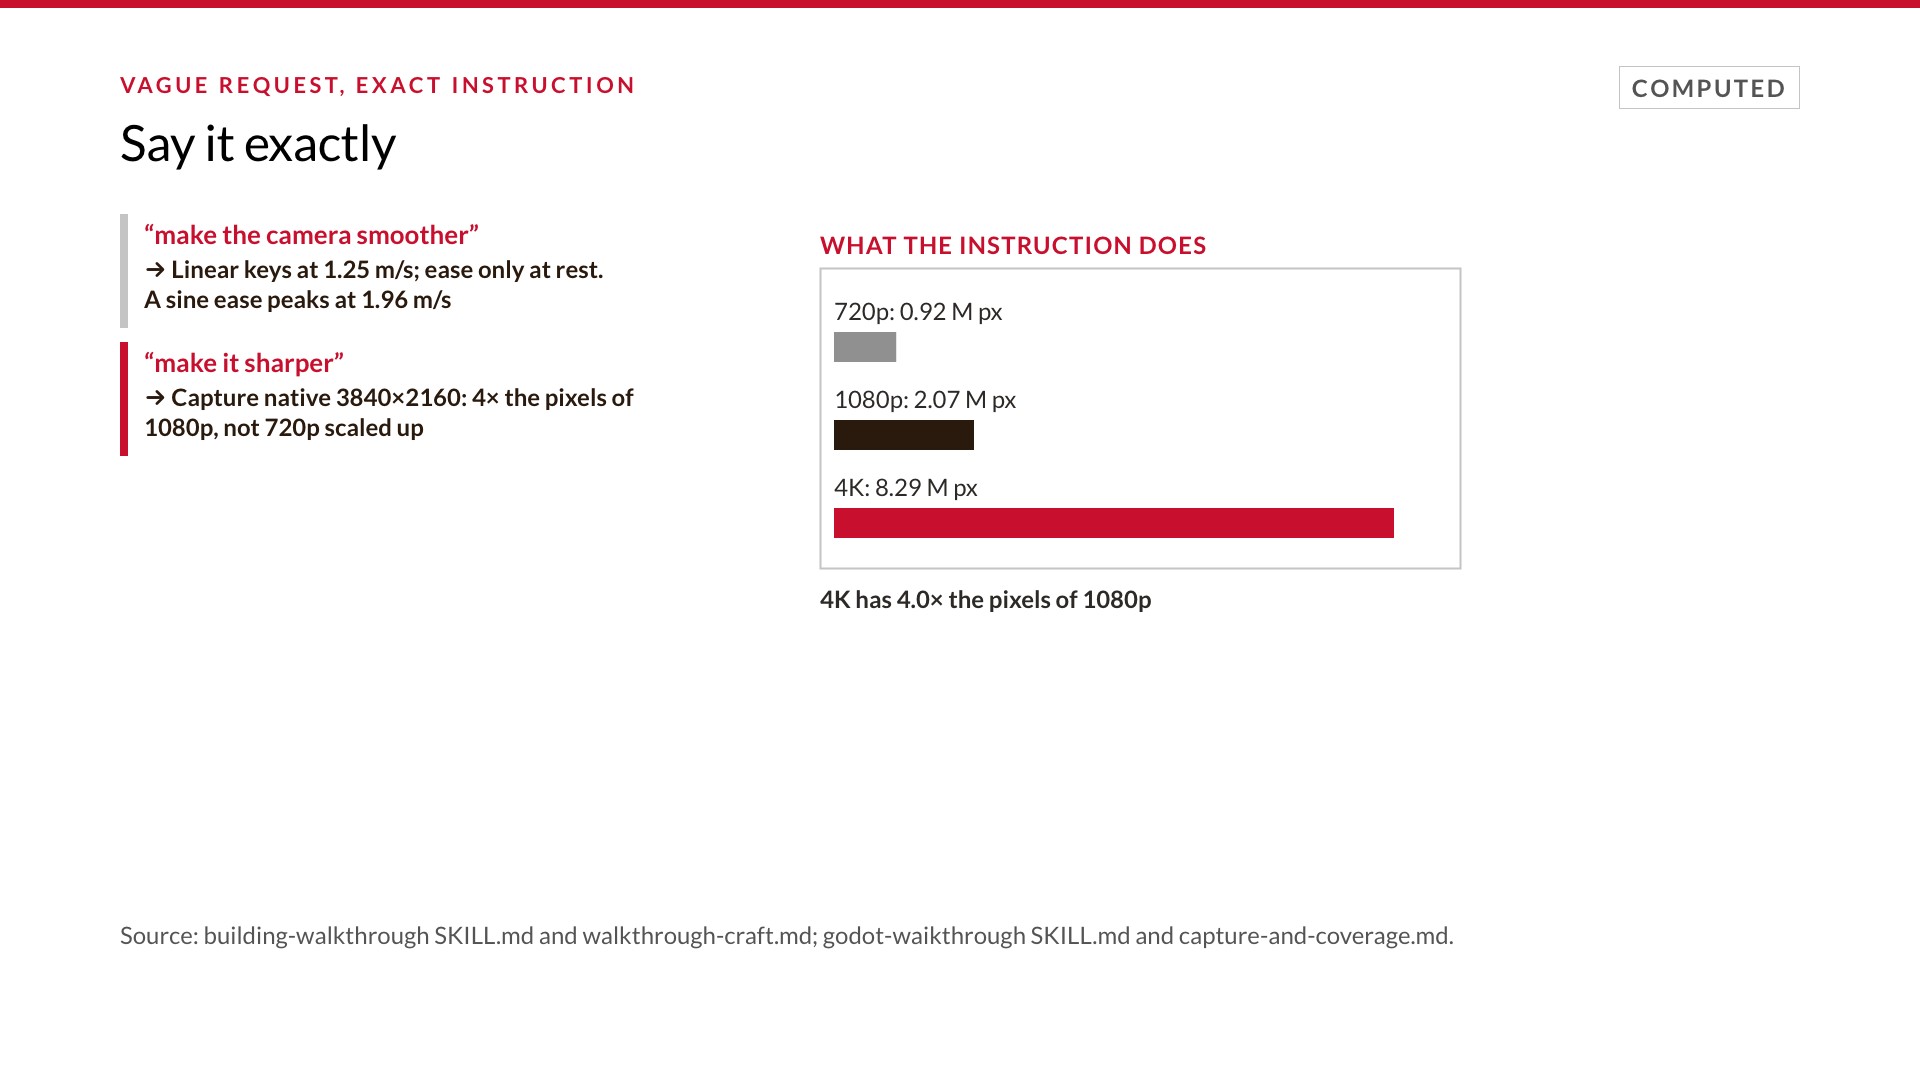 VAGUE REQUEST, EXACT INSTRUCTION
COMPUTED
Say it exactly
“make the camera smoother”
→ Linear keys at 1.25 m/s; ease only at rest.
A sine ease peaks at 1.96 m/s
“make it sharper”
→ Capture native 3840×2160: 4× the pixels of
1080p, not 720p scaled up
WHAT THE INSTRUCTION DOES
720p: 0.92 M px
1080p: 2.07 M px
4K: 8.29 M px
4K has 4.0× the pixels of 1080p
Source: building-walkthrough SKILL.md and walkthrough-craft.md; godot-waikthrough SKILL.md and capture-and-coverage.md.